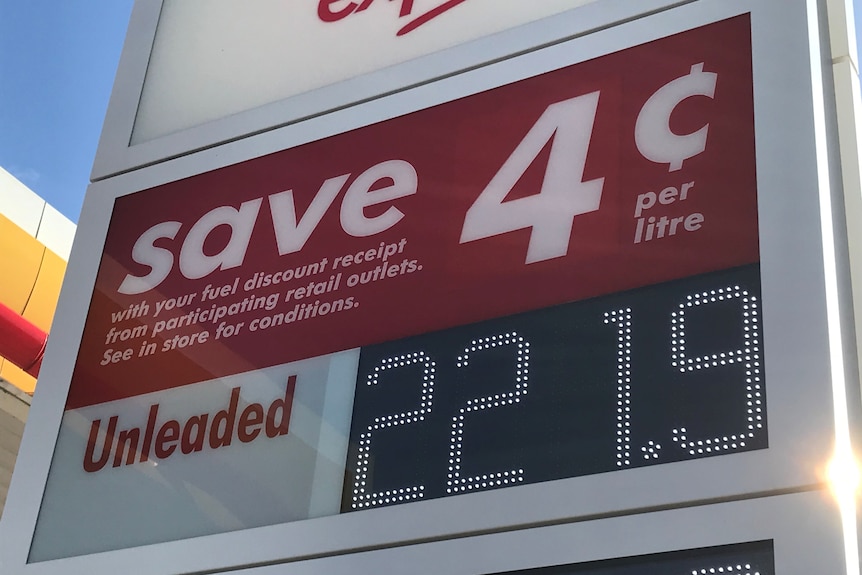 save 4¢
per
litre
with your fuel discount receipt
from participating retail outlets.
See in store for conditions.
Unleaded 221.9